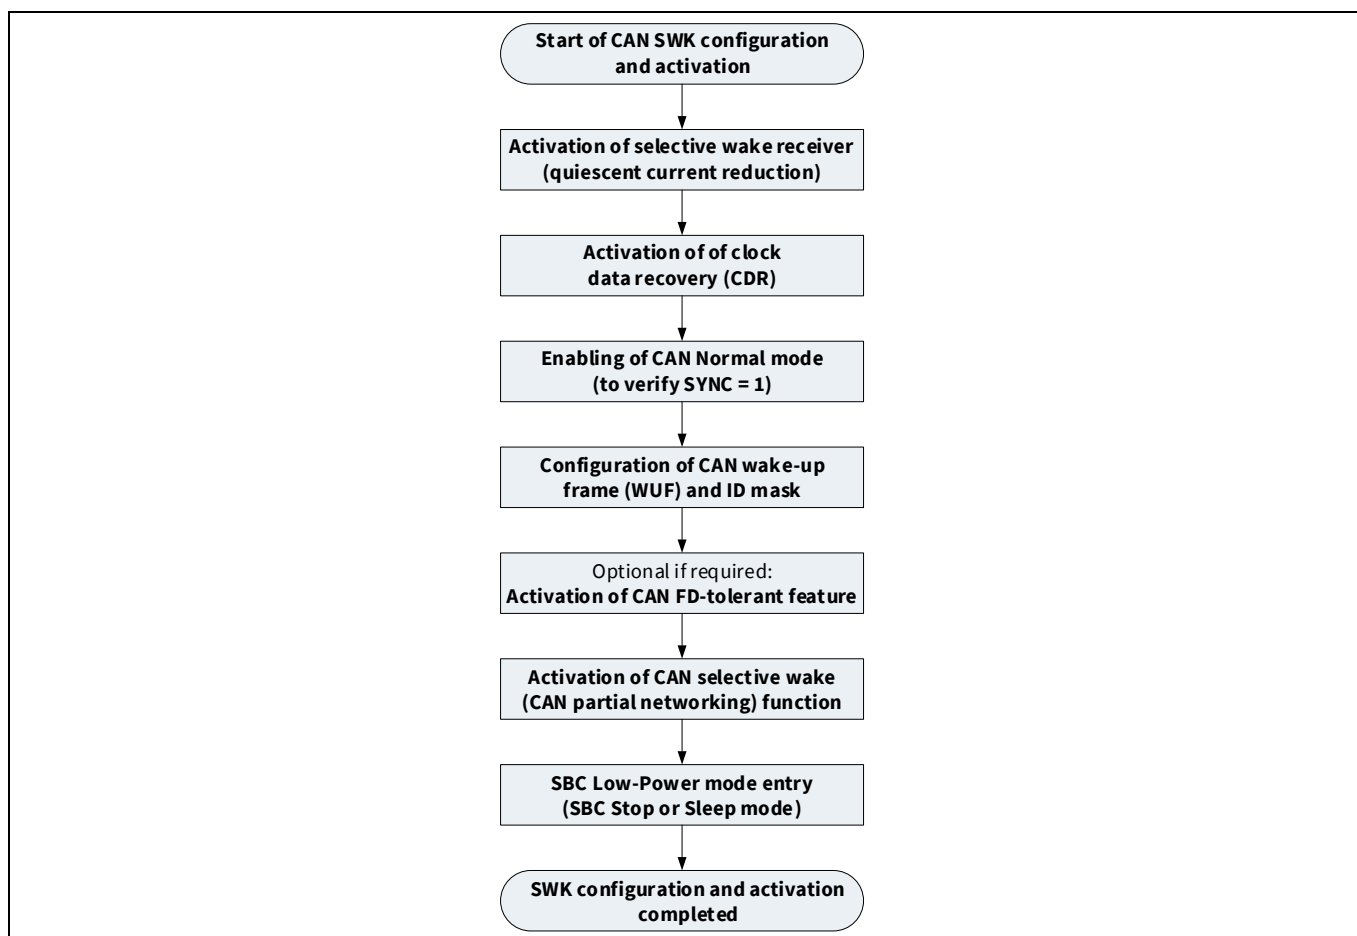 Start of CAN SWK configuration
and activation
Activation of selective wake receiver
(quiescent current reduction)
Activation of of clock
data recovery (CDR)
Enabling of CAN Normal mode
(to verify SYNC = 1)
Configuration of CAN wake-up
frame (WUF) and ID mask
Optional if required:
Activation of CAN FD-tolerant feature
Activation of CAN selective wake
(CAN partial networking) function
SBC Low-Power mode entry
(SBC Stop or Sleep mode)
SWK configuration and activation
completed